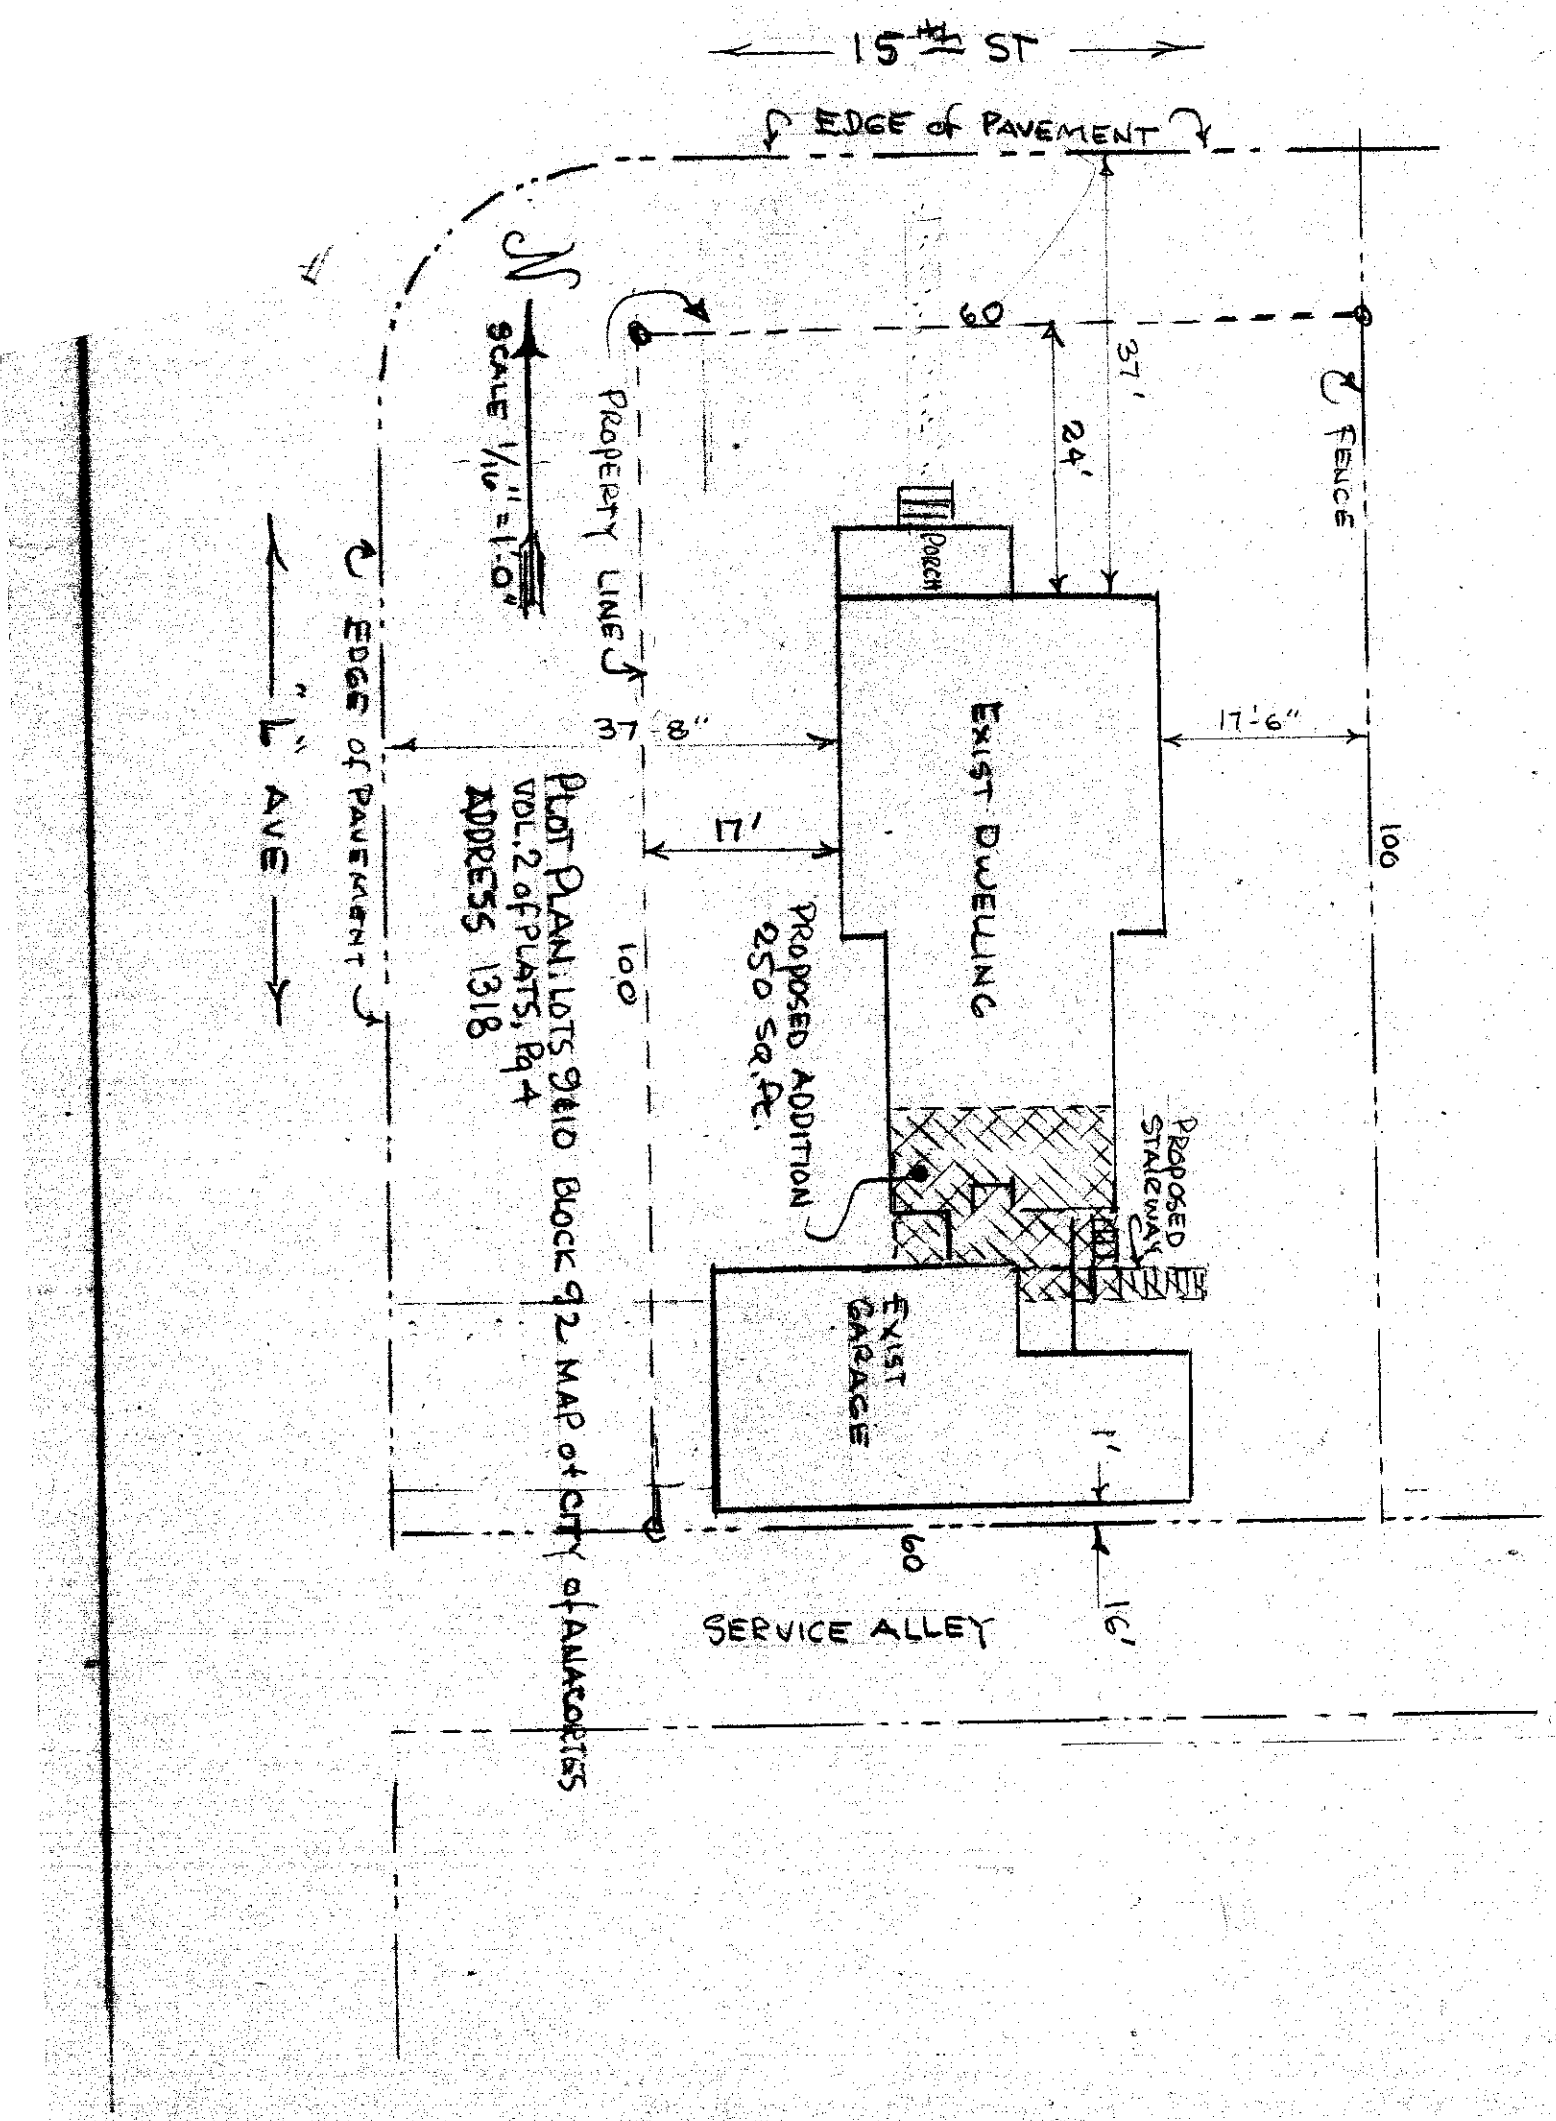 15th ST
EDGE of PAVEMENT
N
SCALE 1/16" = 1'-0"
60
37'
24'
FENCE
PROPERTY LINE
PORCH
EXIST DWELLING
17'-6"
37'-8"
17'
100
100
"L" AVE
EDGE of PAVEMENT
PLOT PLAN: LOTS 9&10 BLOCK 92 MAP of CITY of ANACORTES
VOL. 2 of PLATS, Pg 4
ADDRESS 1318
PROPOSED ADDITION
250 SQ. Ft.
PROPOSED
STAIRWAY
EXIST
GARAGE
1'
60
16'
SERVICE ALLEY